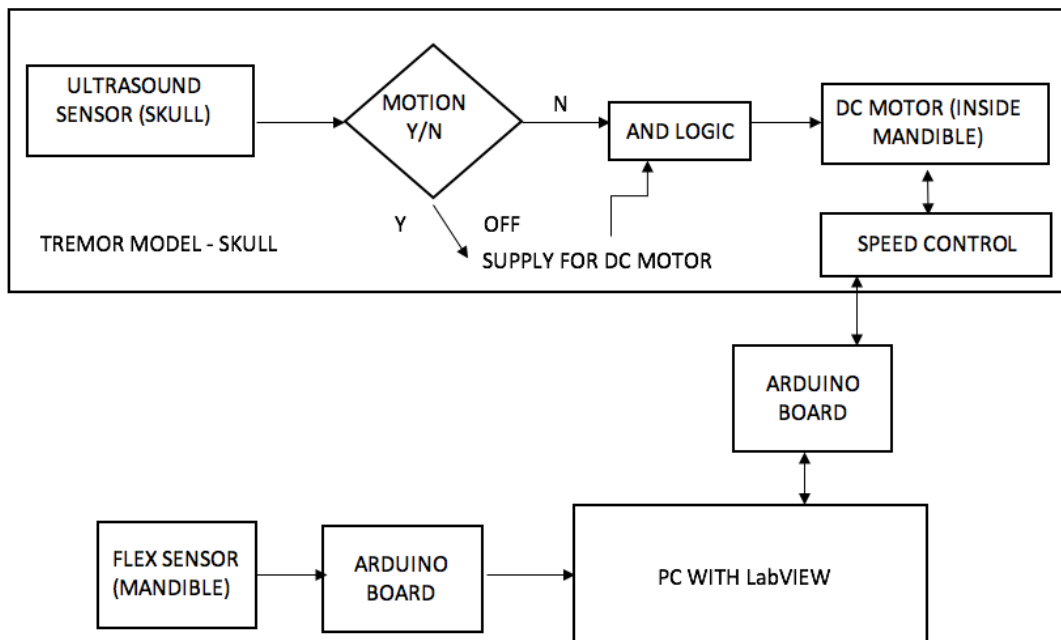 ULTRASOUND
SENSOR (SKULL)
MOTION
Y/N
N
AND LOGIC
DC MOTOR (INSIDE
MANDIBLE)
Y
OFF
SUPPLY FOR DC MOTOR
TREMOR MODEL - SKULL
SPEED CONTROL
ARDUINO
BOARD
FLEX SENSOR
(MANDIBLE)
ARDUINO
BOARD
PC WITH LabVIEW